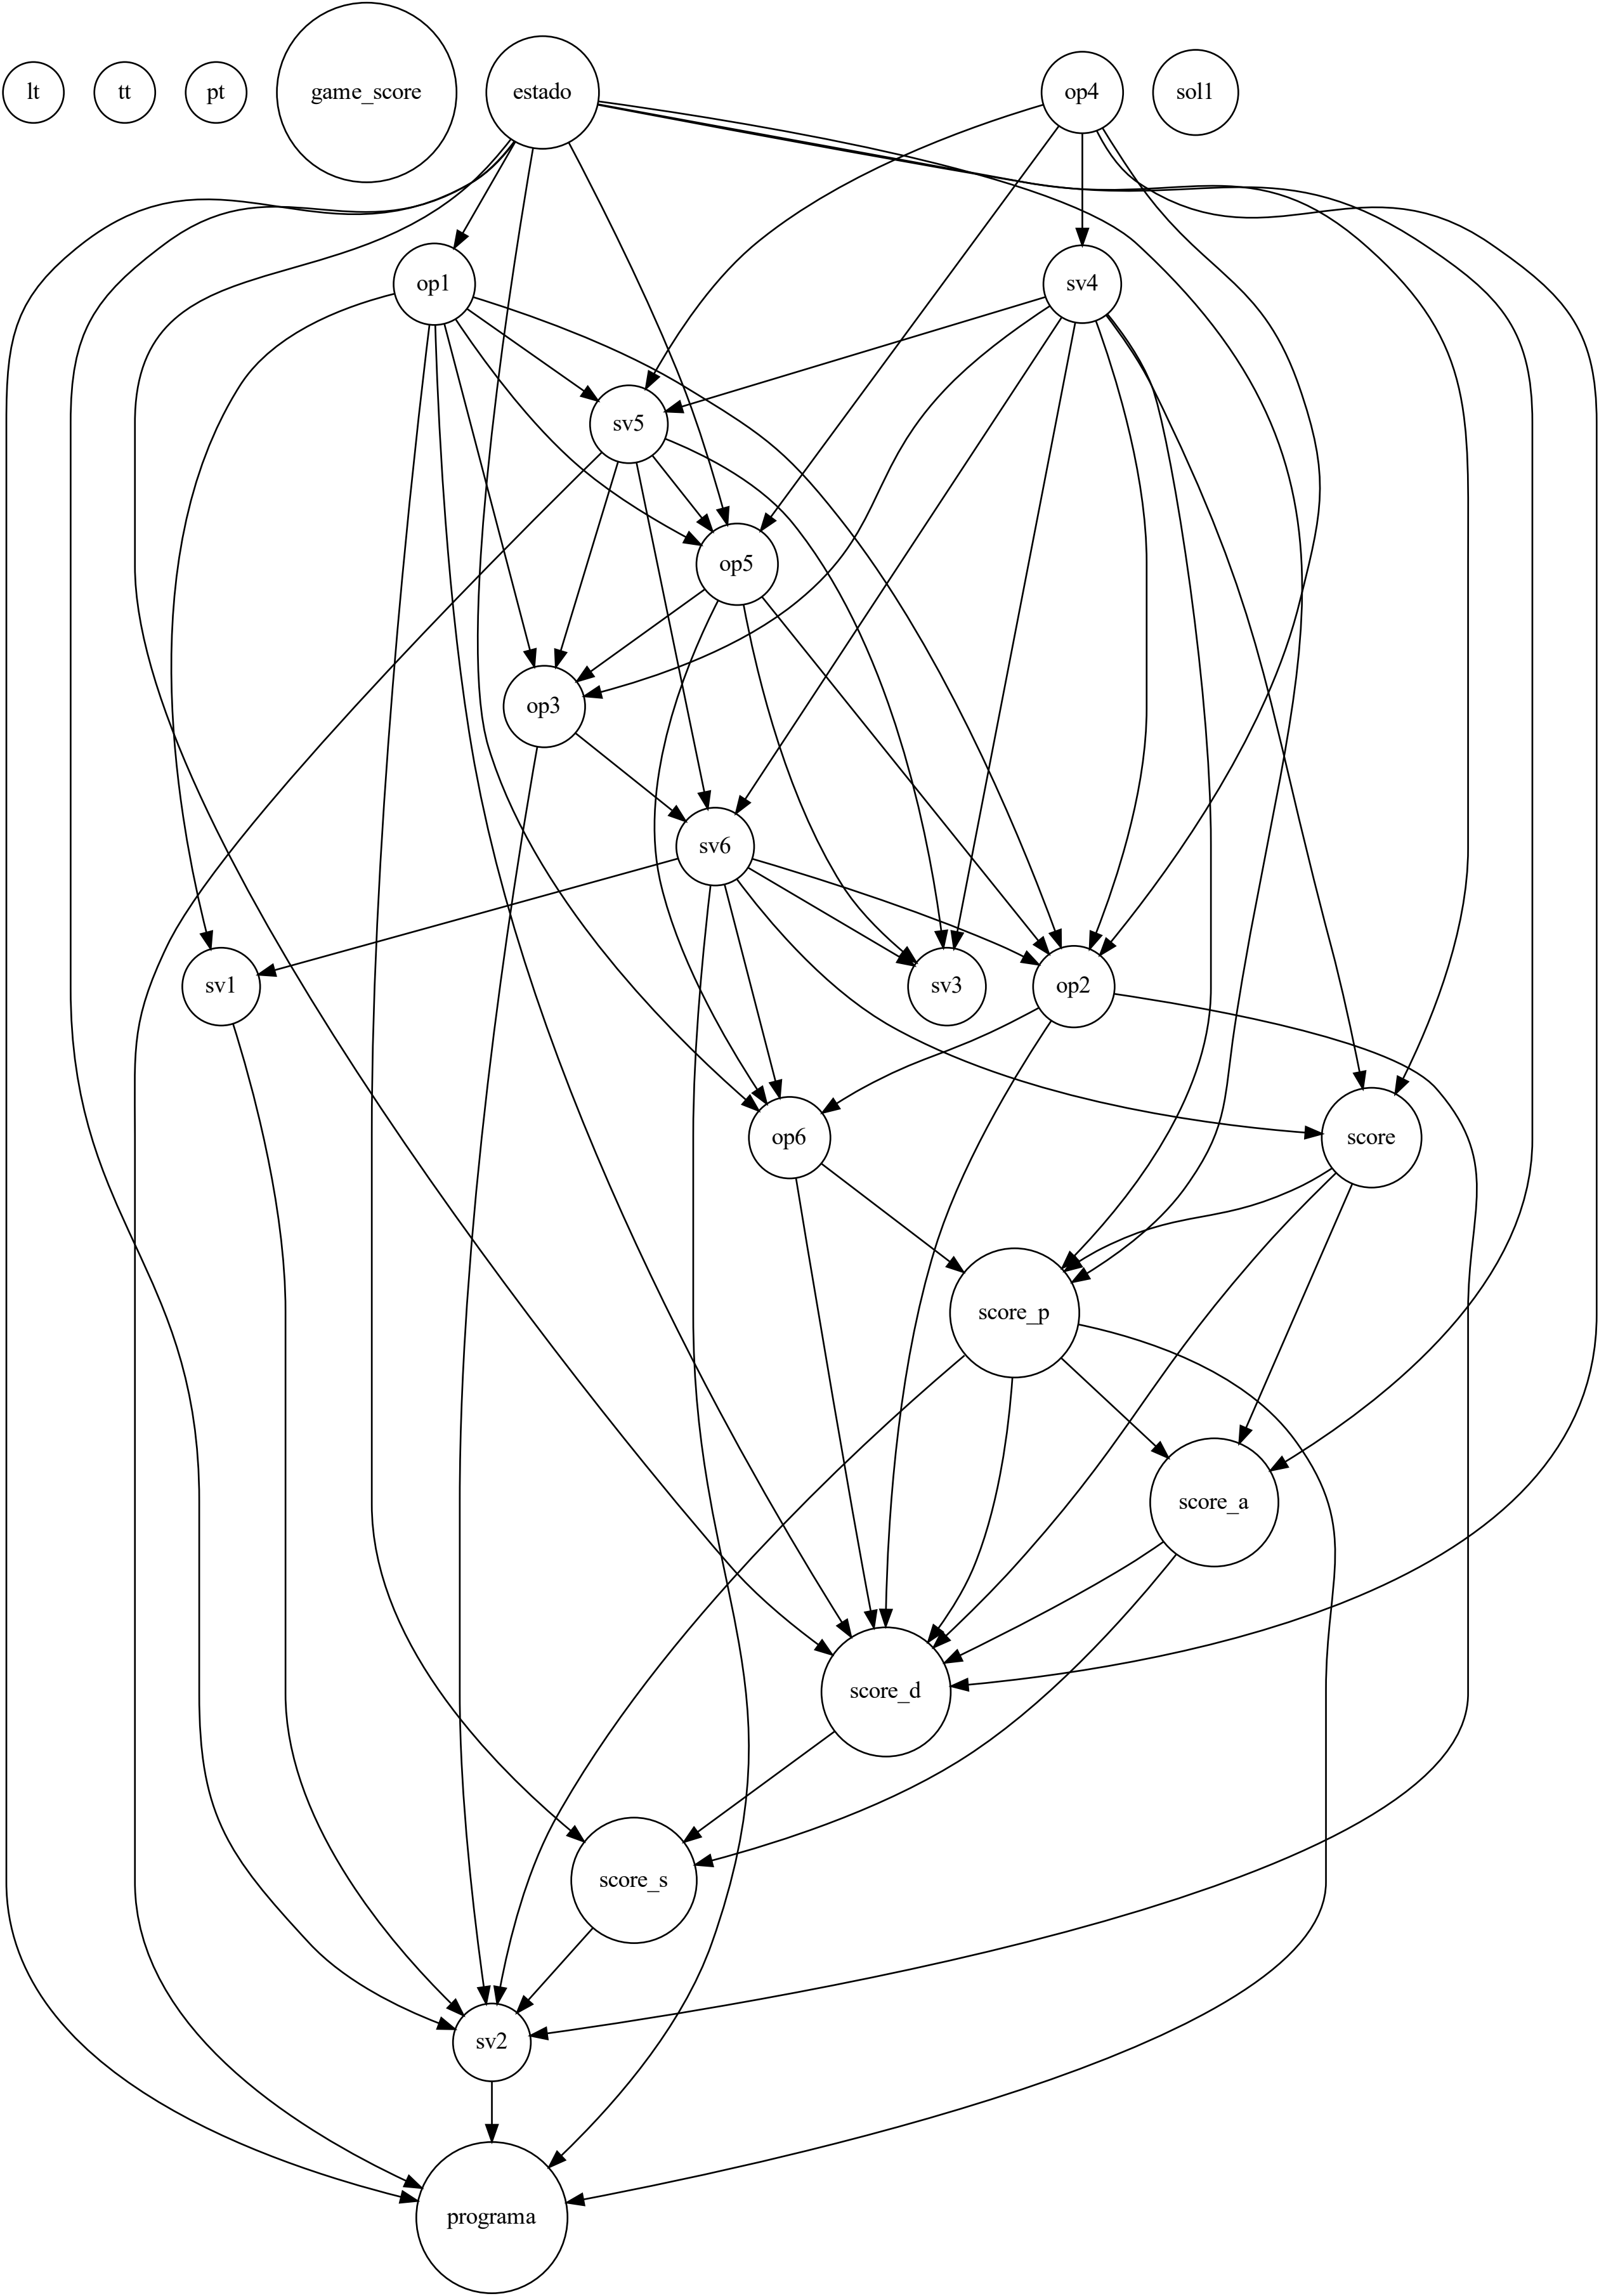 lt
tt
pt
game_score
estado
op4
sol1
op1
sv4
sv5
op5
op3
sv6
sv1
sv3
op2
op6
score
score_p
score_a
score_d
score_s
sv2
programa